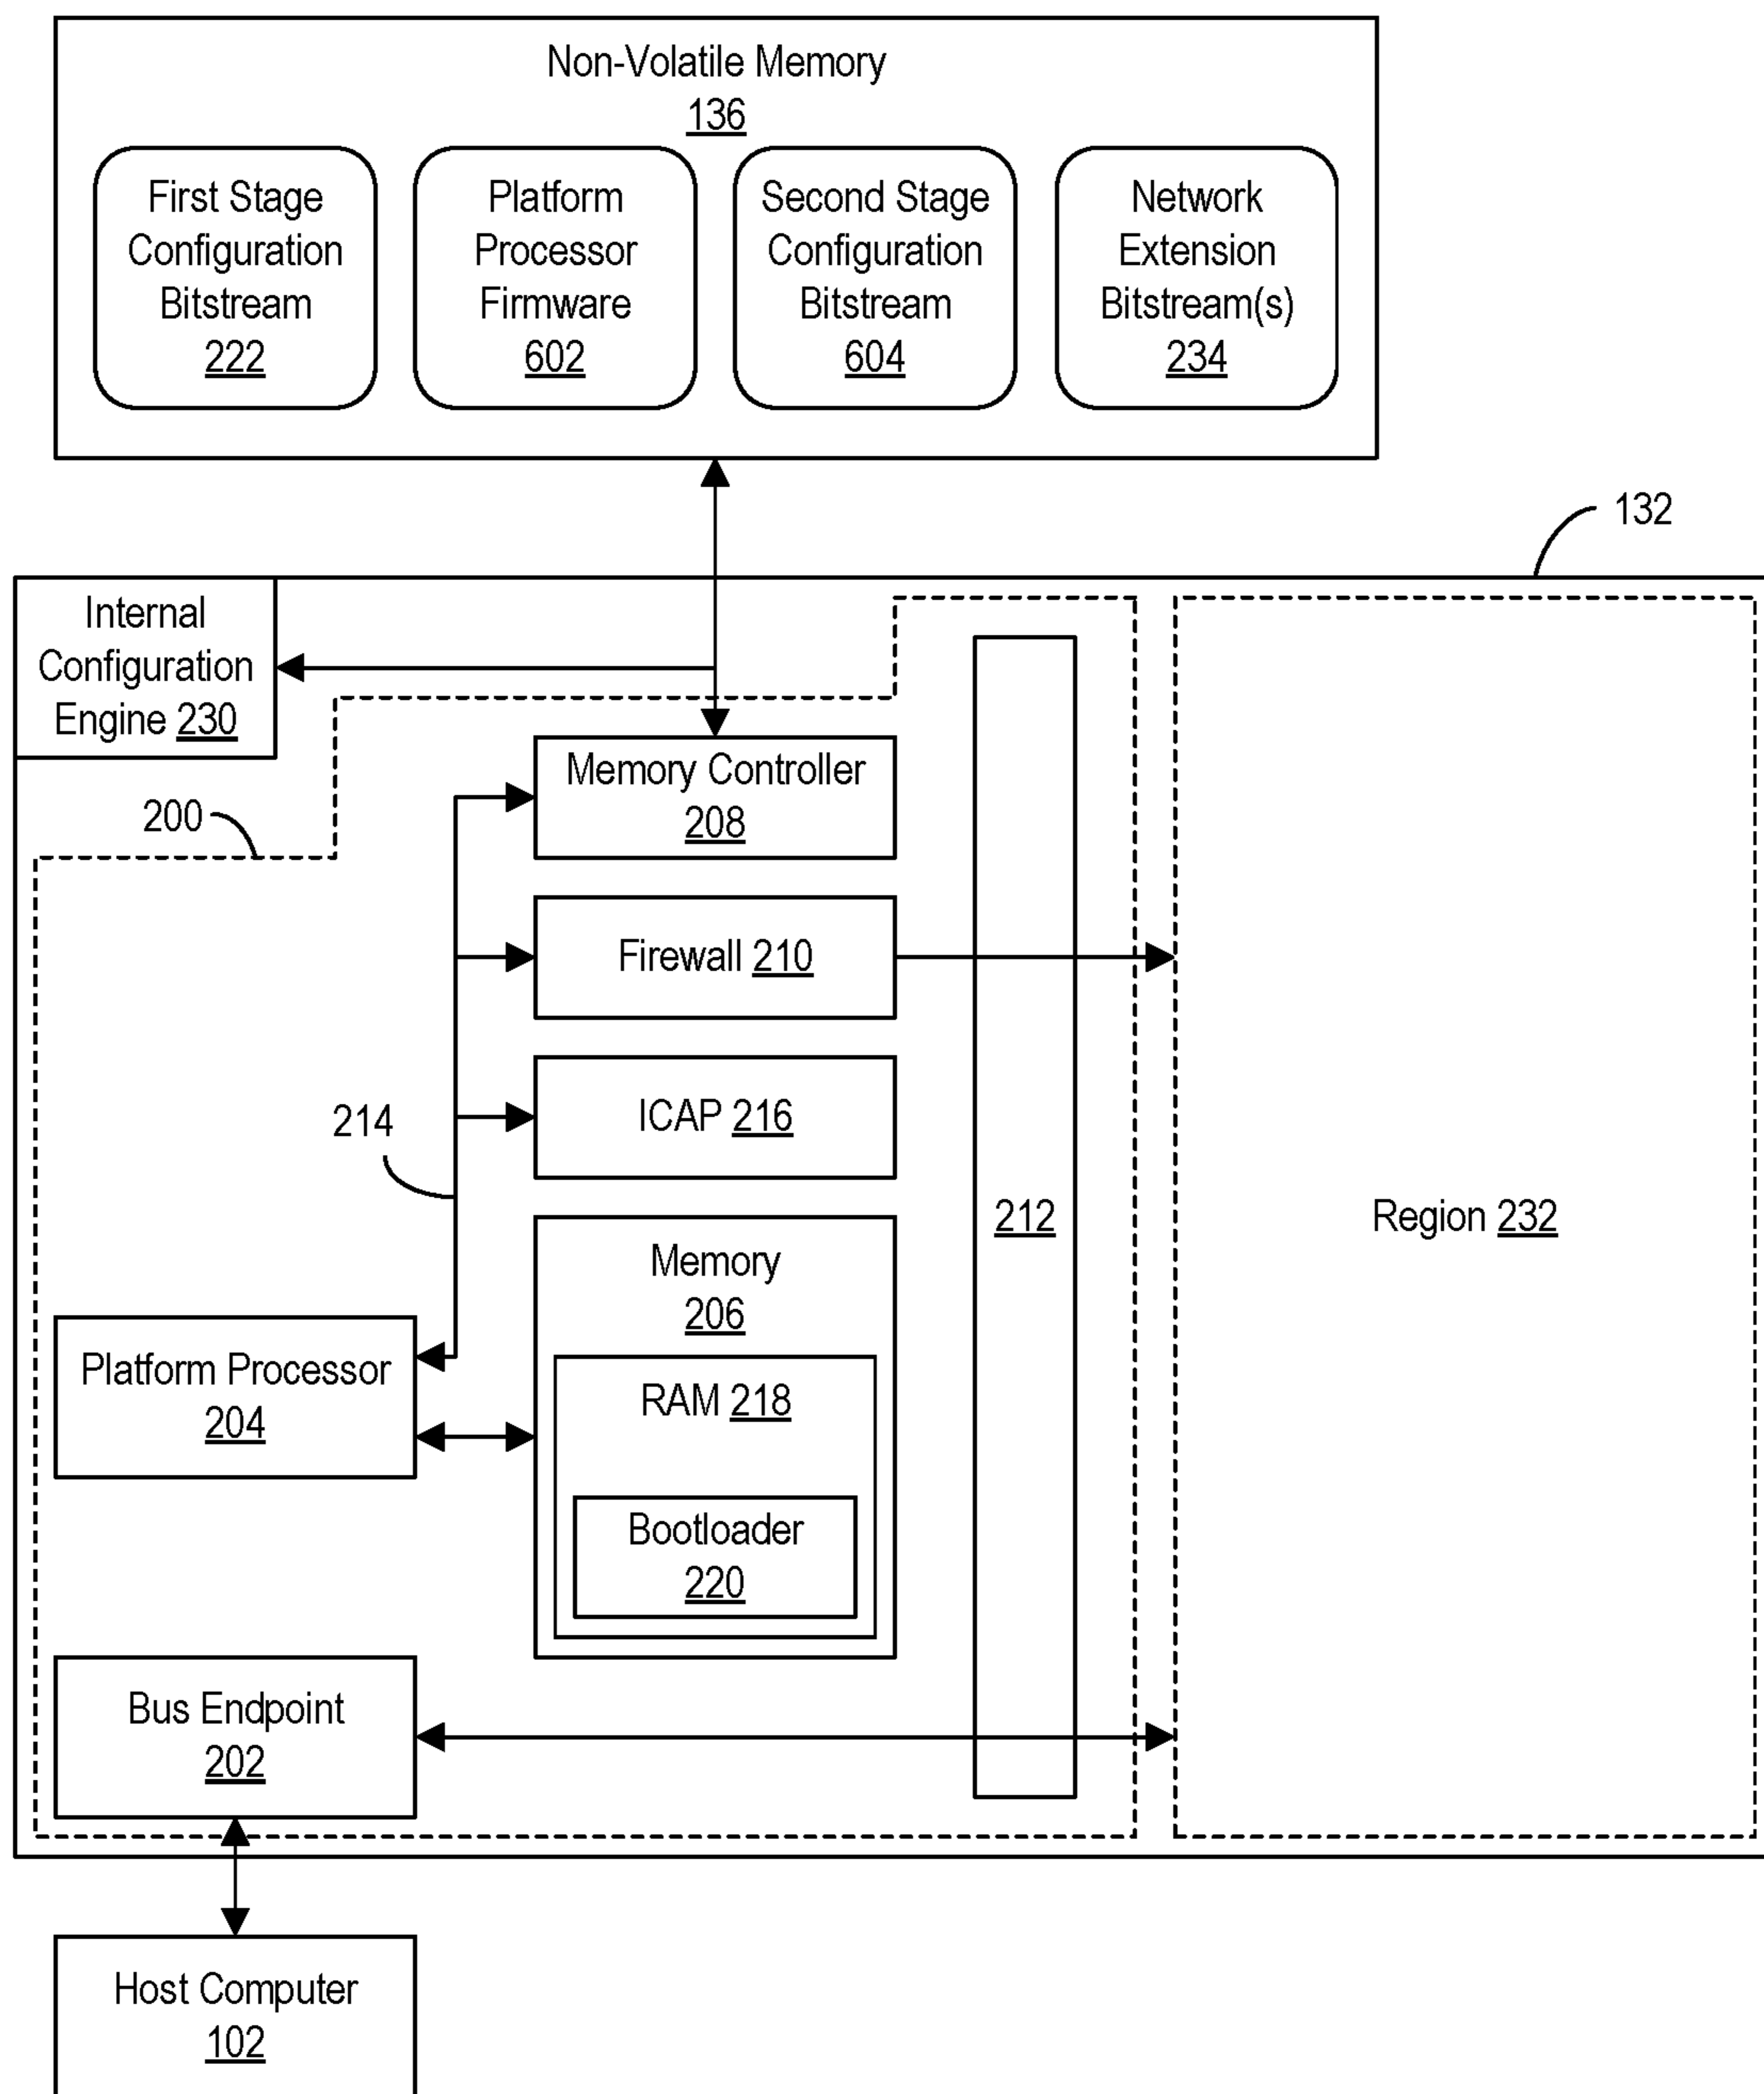 Non-Volatile Memory
136
First Stage
Configuration
Bitstream
222
Platform
Processor
Firmware
602
Second Stage
Configuration
Bitstream
604
Network
Extension
Bitstream(s)
234
132
Internal
Configuration
Engine 230
200
Memory Controller
208
Firewall 210
ICAP 216
214
Memory
206
RAM 218
Bootloader
220
212
Region 232
Platform Processor
204
Bus Endpoint
202
Host Computer
102